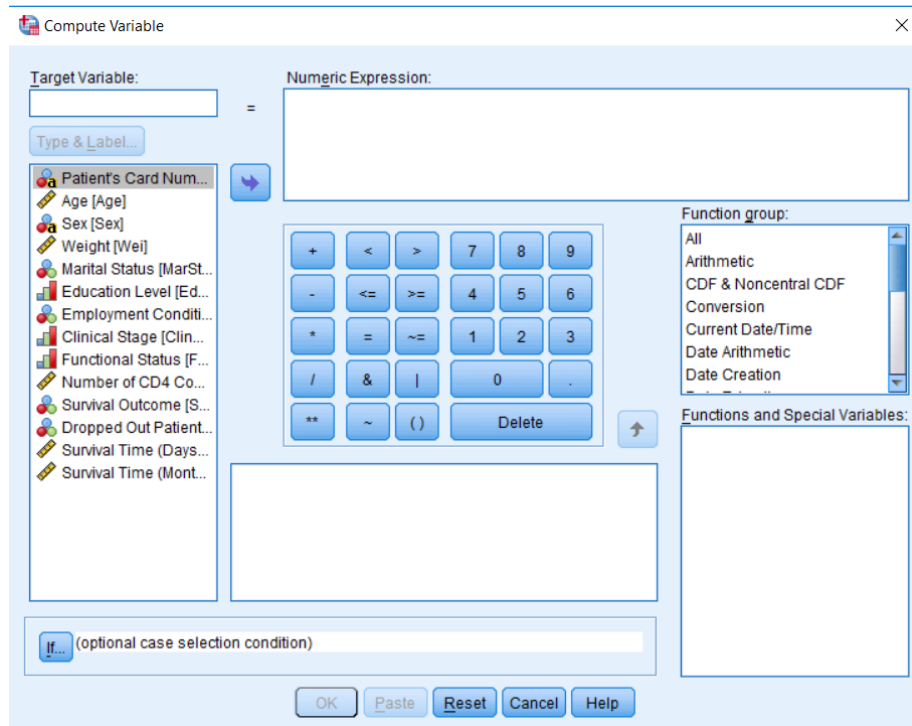 Compute Variable
Target Variable:
=
Type & Label...
Numeric Expression:
Patient's Card Num...
Age [Age]
Sex [Sex]
Weight [Wei]
Marital Status [MarSt...
Education Level [Ed...
Employment Conditi...
Clinical Stage [Clin...
Functional Status [F...
Number of CD4 Co...
Survival Outcome [S...
Dropped Out Patient...
Survival Time (Days...
Survival Time (Mont...
+ < > 7 8 9
- <= >= 4 5 6
* = ~= 1 2 3
/ & | 0 .
** ~ ( ) Delete
Function group:
All
Arithmetic
CDF & Noncentral CDF
Conversion
Current Date/Time
Date Arithmetic
Date Creation
Functions and Special Variables:
If... (optional case selection condition)
OK Paste Reset Cancel Help